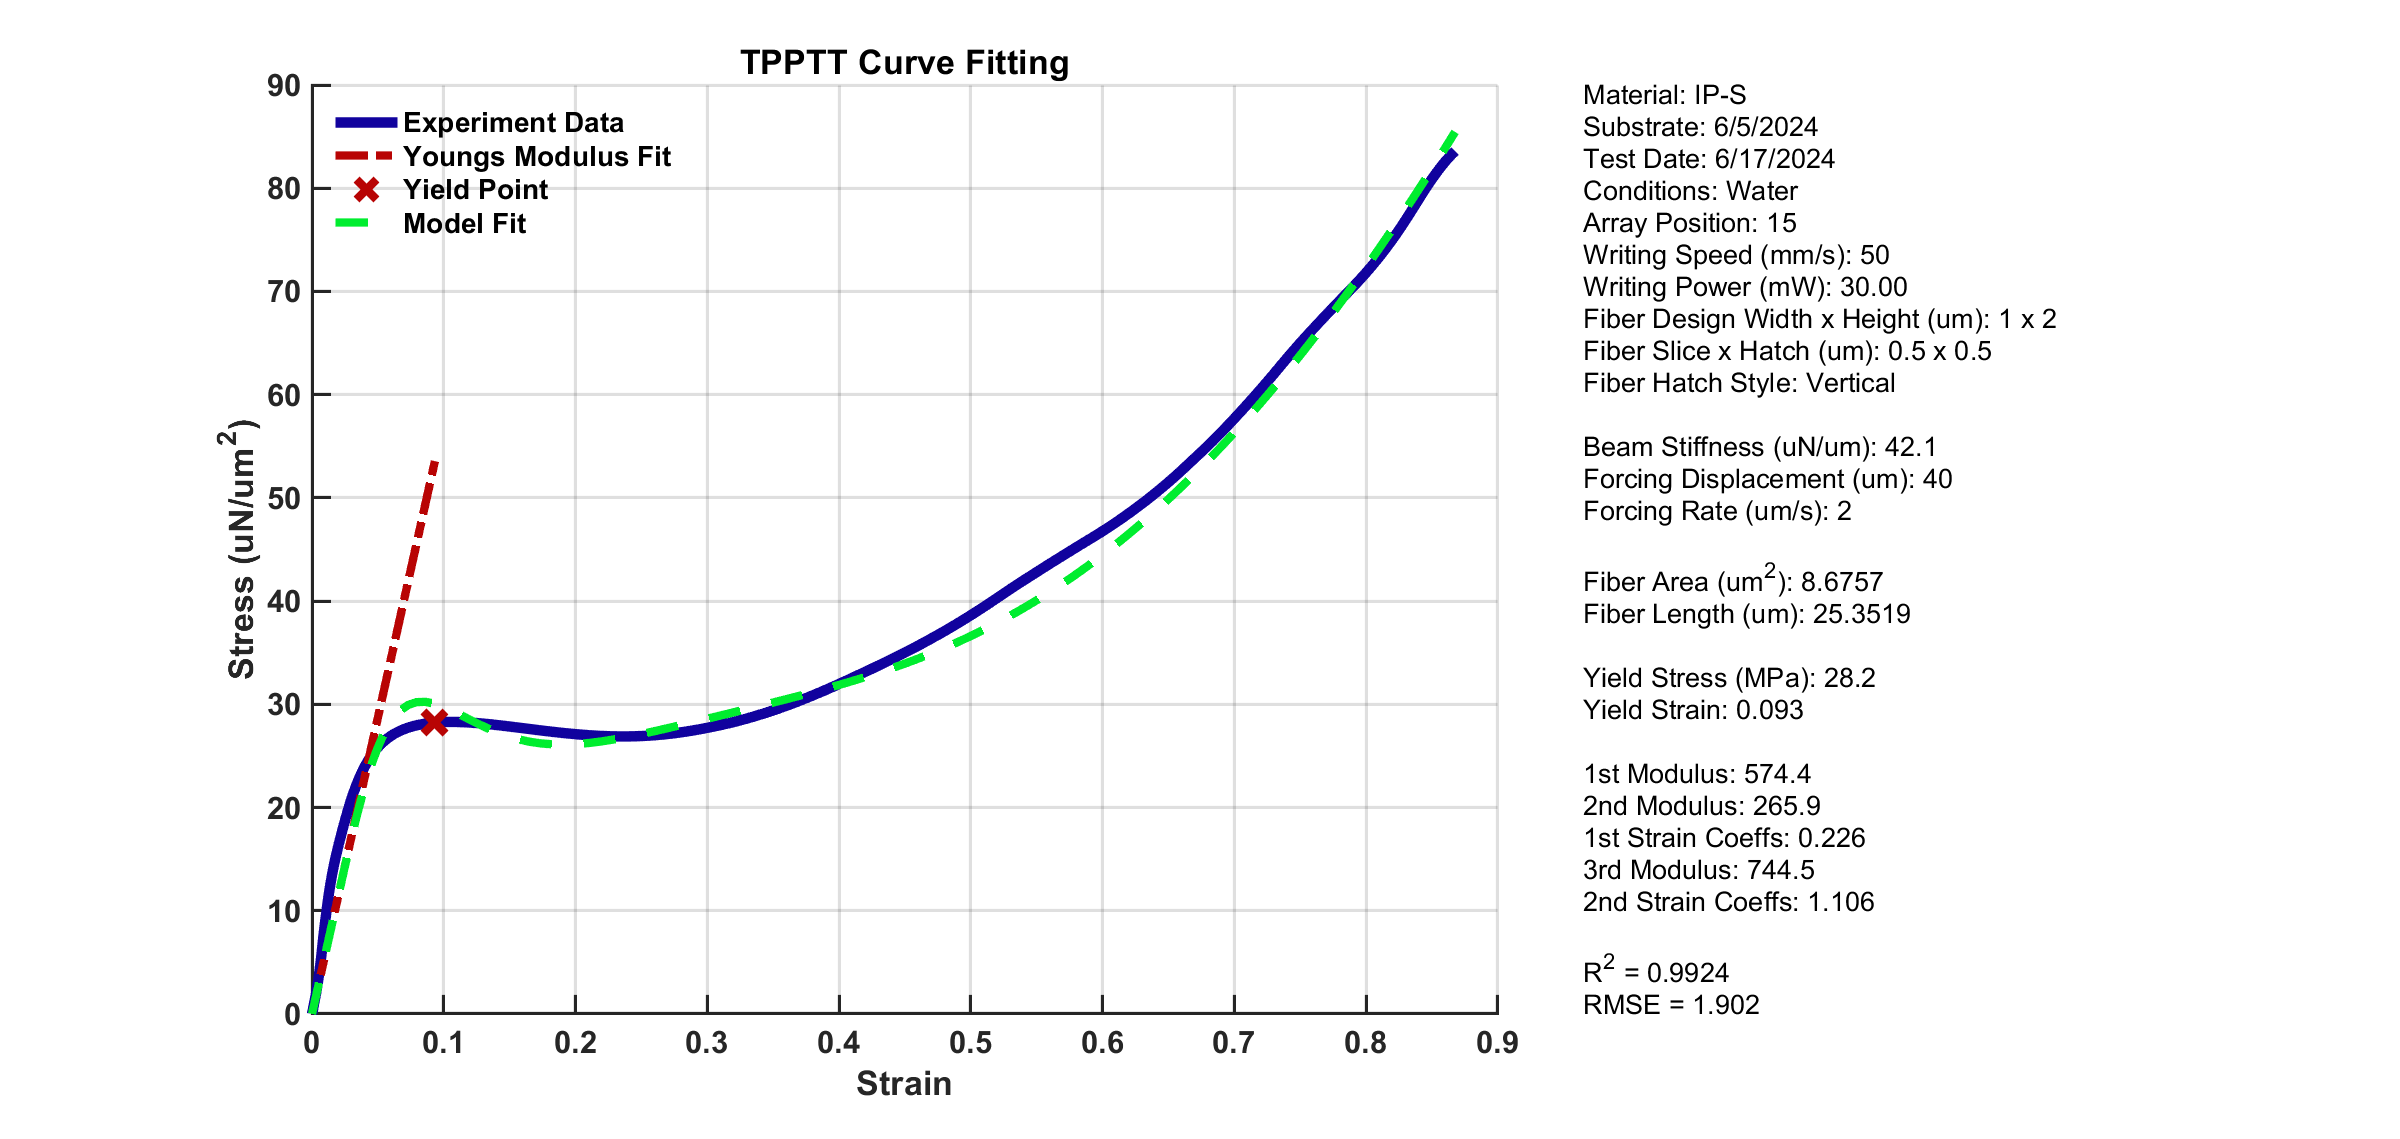 TPPTT Curve Fitting
90
80
70
60
50
40
30
20
10
0
Stress (uN/um²)
Experiment Data
Youngs Modulus Fit
Yield Point
Model Fit
0 0.1 0.2 0.3 0.4 0.5 0.6 0.7 0.8 0.9
Strain
Material: IP-S
Substrate: 6/5/2024
Test Date: 6/17/2024
Conditions: Water
Array Position: 15
Writing Speed (mm/s): 50
Writing Power (mW): 30.00
Fiber Design Width x Height (um): 1 x 2
Fiber Slice x Hatch (um): 0.5 x 0.5
Fiber Hatch Style: Vertical
Beam Stiffness (uN/um): 42.1
Forcing Displacement (um): 40
Forcing Rate (um/s): 2
Fiber Area (um²): 8.6757
Fiber Length (um): 25.3519
Yield Stress (MPa): 28.2
Yield Strain: 0.093
1st Modulus: 574.4
2nd Modulus: 265.9
1st Strain Coeffs: 0.226
3rd Modulus: 744.5
2nd Strain Coeffs: 1.106
R² = 0.9924
RMSE = 1.902